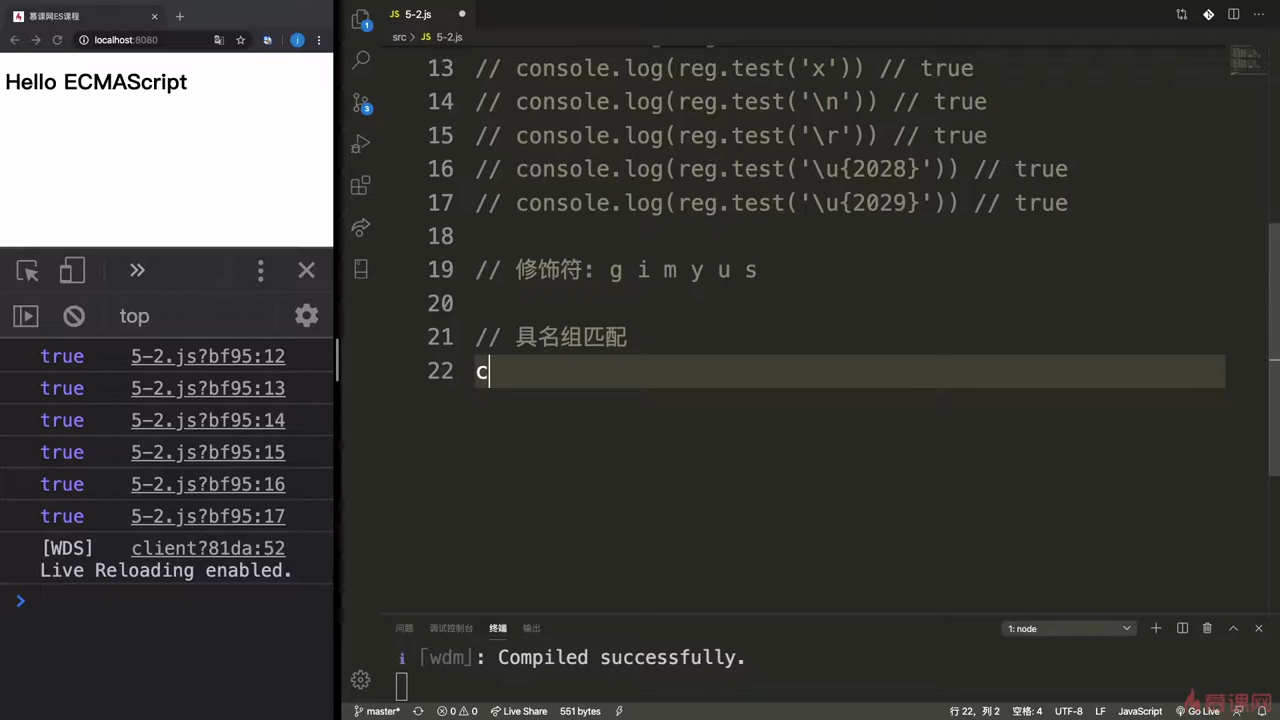 慕课网ES课程
localhost:8080
Hello ECMAScript
top
true 5-2.js?bf95:12
true 5-2.js?bf95:13
true 5-2.js?bf95:14
true 5-2.js?bf95:15
true 5-2.js?bf95:16
true 5-2.js?bf95:17
[WDS] client?81da:52
Live Reloading enabled.
JS 5-2.js
src > JS 5-2.js
13 // console.log(reg.test('x')) // true
14 // console.log(reg.test('\n')) // true
15 // console.log(reg.test('\r')) // true
16 // console.log(reg.test('\u{2028}')) // true
17 // console.log(reg.test('\u{2029}')) // true
18
19 // 修饰符: g i m y u s
20
21 // 具名组匹配
22 c
问题 调试控制台 终端 输出 1: node
i ｢wdm｣: Compiled successfully.
master* 0 0 Live Share 551 bytes 行 22, 列 2 空格: 4 UTF-8 LF JavaScript Go Live
慕课网